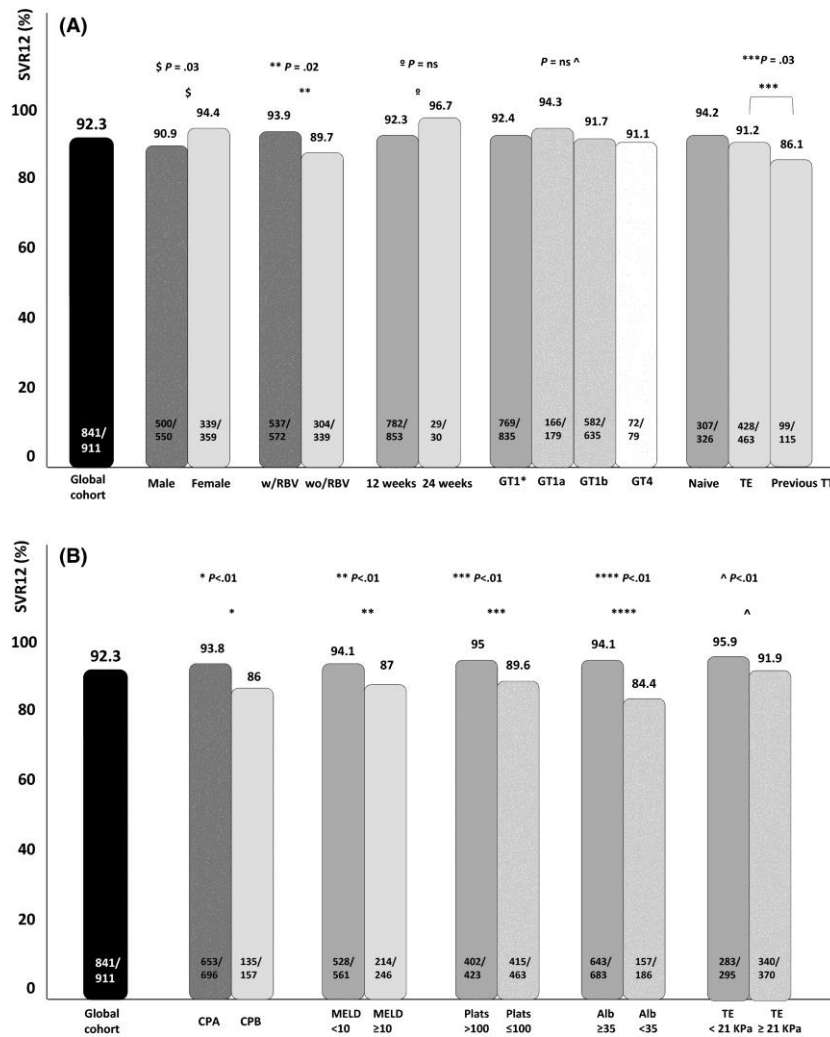 (A)
SVR12 (%)
$ P = .03
** P = .02
º P = ns
P = ns ^
***P = .03
$
**
º
***
100
80
60
40
20
0
92.3
90.9
94.4
93.9
89.7
92.3
96.7
92.4
94.3
91.7
91.1
94.2
91.2
86.1
841/
911
500/
550
339/
359
537/
572
304/
339
782/
853
29/
30
769/
835
166/
179
582/
635
72/
79
307/
326
428/
463
99/
115
Global
cohort
Male
Female
w/RBV
wo/RBV
12 weeks
24 weeks
GT1*
GT1a
GT1b
GT4
Naive
TE
Previous TT
(B)
SVR12 (%)
* P<.01
** P<.01
*** P<.01
**** P<.01
^ P<.01
*
**
***
****
^
100
80
60
40
20
0
92.3
93.8
86
94.1
87
95
89.6
94.1
84.4
95.9
91.9
841/
911
653/
696
135/
157
528/
561
214/
246
402/
423
415/
463
643/
683
157/
186
283/
295
340/
370
Global
cohort
CPA
CPB
MELD
<10
MELD
≥10
Plats
>100
Plats
≤100
Alb
≥35
Alb
<35
TE
< 21 KPa
TE
≥ 21 KPa